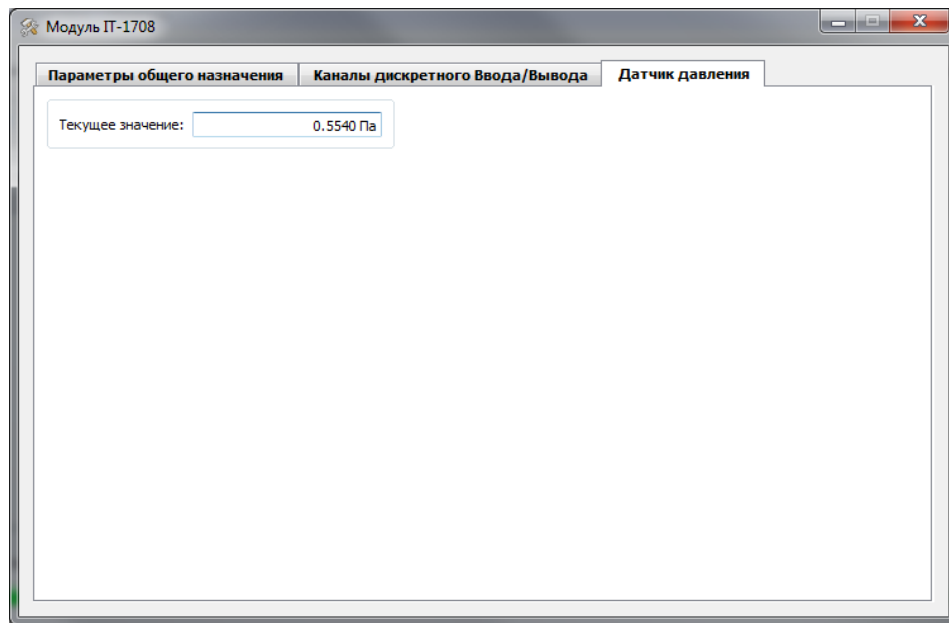 Модуль IT-1708
Параметры общего назначения
Каналы дискретного Ввода/Вывода
Датчик давления
Текущее значение: 0.5540 Па